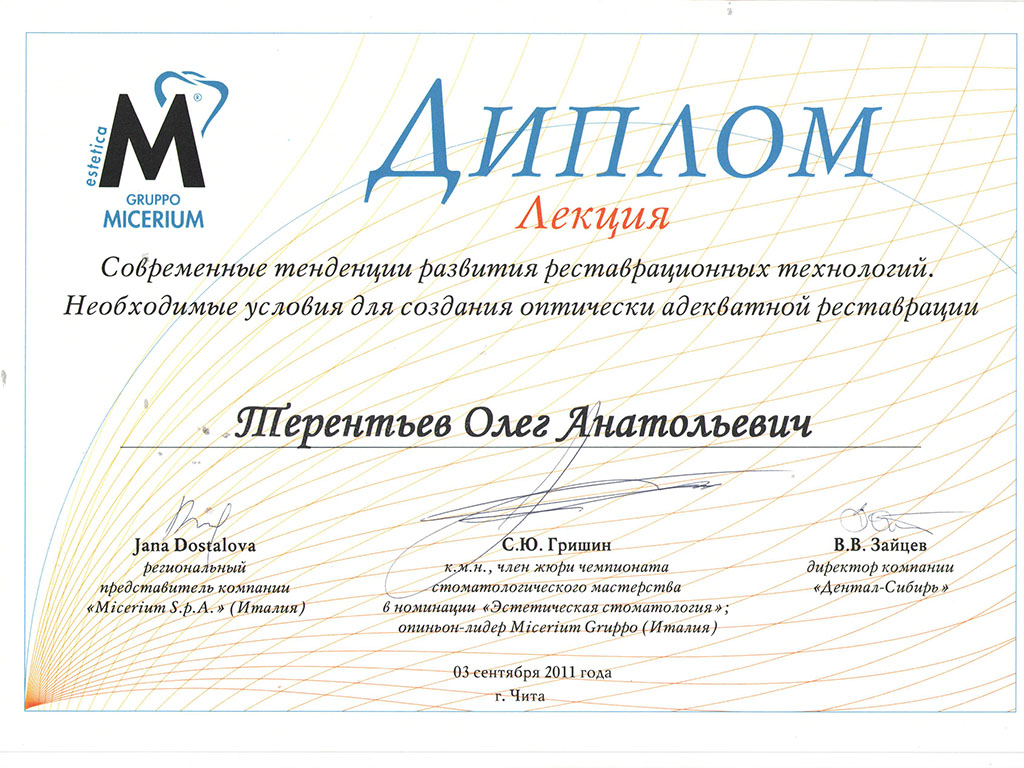 estetica
M®
GRUPPO
MICERIUM
Диплом
Лекция
Современные тенденции развития реставрационных технологий.
Необходимые условия для создания оптически адекватной реставрации
Терентьев Олег Анатольевич
Jana Dostalova
региональный
представитель компании
«Micerium S.p.A.» (Италия)
С.Ю. Гришин
к.м.н., член жюри чемпионата
стоматологического мастерства
в номинации «Эстетическая стоматология»;
опиньон-лидер Micerium Gruppo (Италия)
В.В. Зайцев
директор компании
«Дентал-Сибирь»
03 сентября 2011 года
г. Чита